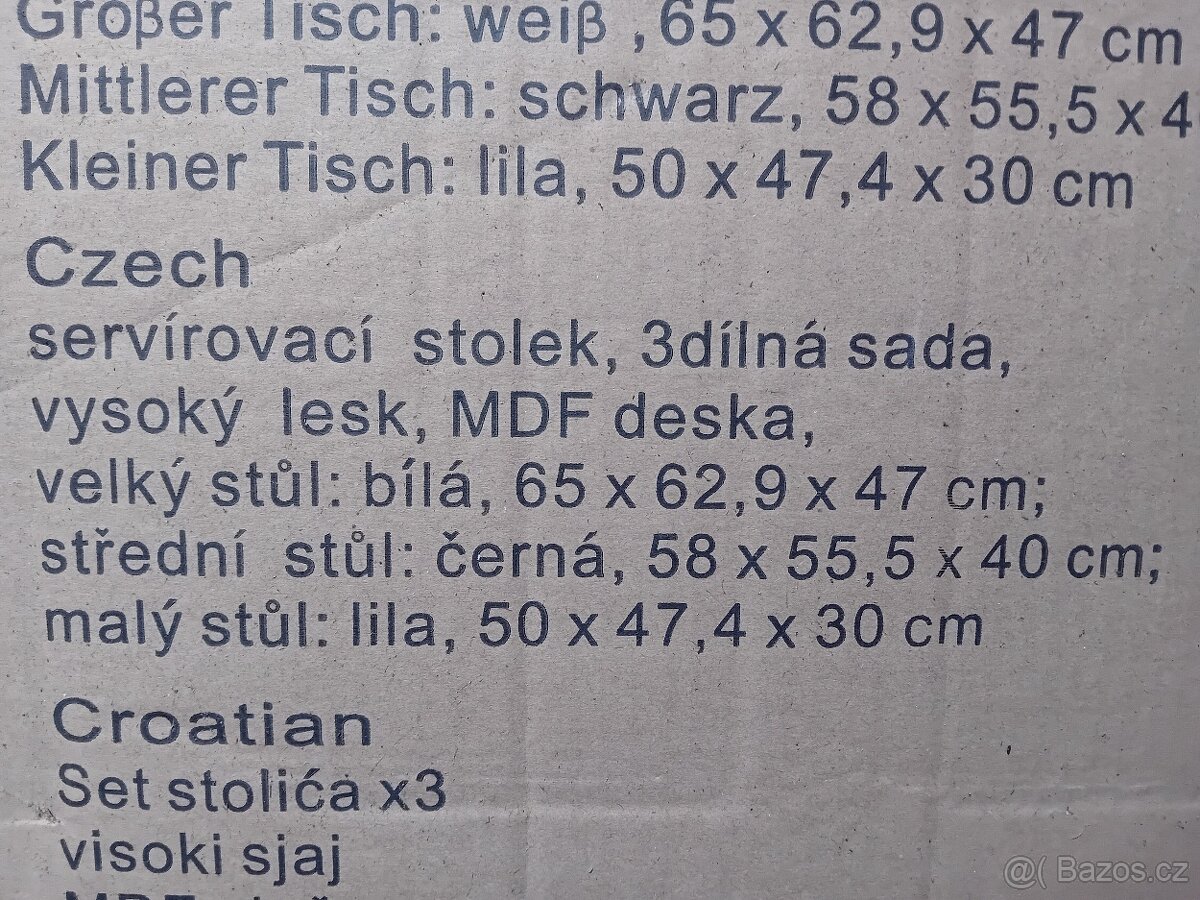 Großer Tisch: weiß ,65 x 62,9 x 47 cm
Mittlerer Tisch: schwarz, 58 x 55,5 x 4
Kleiner Tisch: lila, 50 x 47,4 x 30 cm
Czech
servírovací stolek, 3dílná sada,
vysoký lesk, MDF deska,
velký stůl: bílá, 65 x 62,9 x 47 cm;
střední stůl: černá, 58 x 55,5 x 40 cm;
malý stůl: lila, 50 x 47,4 x 30 cm
Croatian
Set stolića x3
visoki sjaj
MDF
@( Bazos.cz